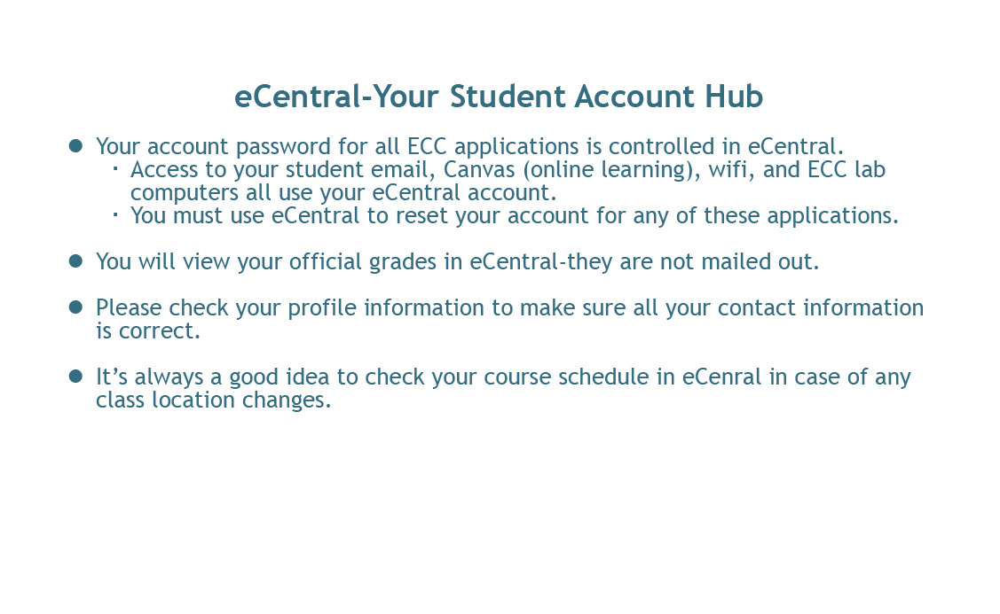 eCentral-Your Student Account Hub
● Your account password for all ECC applications is controlled in eCentral.
▪ Access to your student email, Canvas (online learning), wifi, and ECC lab
computers all use your eCentral account.
▪ You must use eCentral to reset your account for any of these applications.
● You will view your official grades in eCentral-they are not mailed out.
● Please check your profile information to make sure all your contact information
is correct.
● It’s always a good idea to check your course schedule in eCenral in case of any
class location changes.